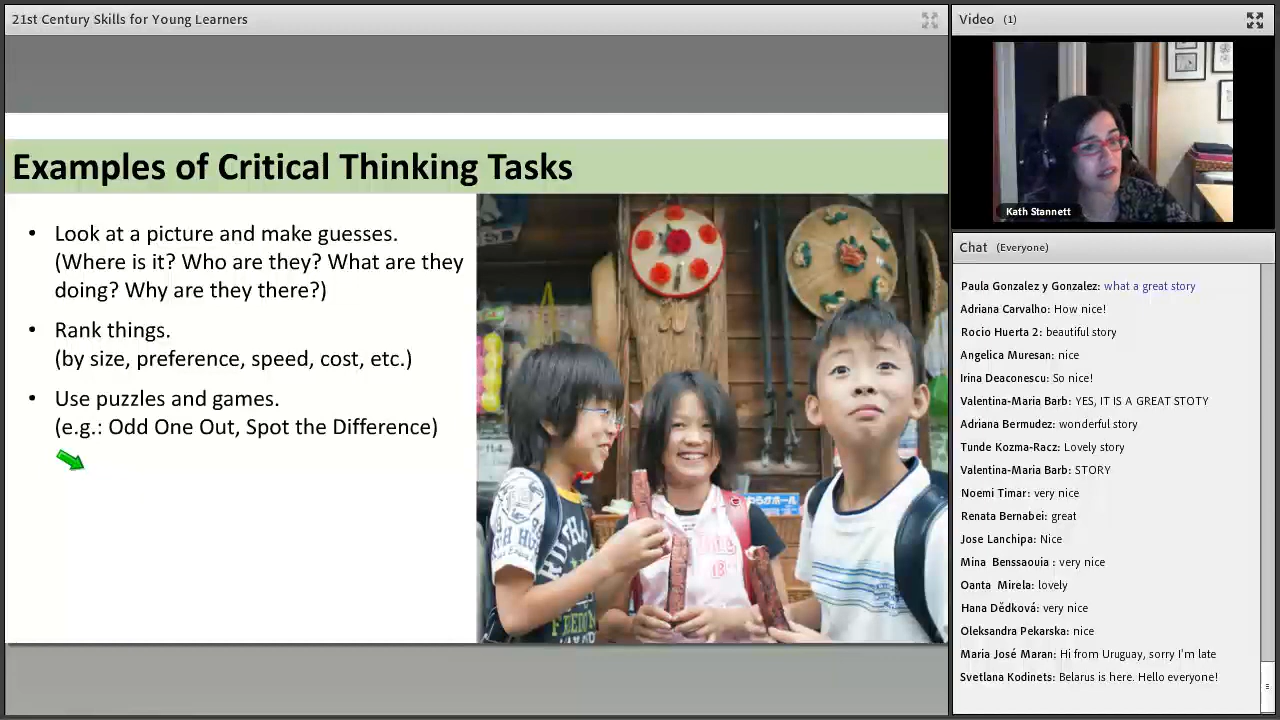 21st Century Skills for Young Learners
Examples of Critical Thinking Tasks
• Look at a picture and make guesses.
(Where is it? Who are they? What are they
doing? Why are they there?)
• Rank things.
(by size, preference, speed, cost, etc.)
• Use puzzles and games.
(e.g.: Odd One Out, Spot the Difference)
Video (1)
Kath Stannett
Chat (Everyone)
Paula Gonzalez y Gonzalez: what a great story
Adriana Carvalho: How nice!
Rocio Huerta 2: beautiful story
Angelica Muresan: nice
Irina Deaconescu: So nice!
Valentina-Maria Barb: YES, IT IS A GREAT STOTY
Adriana Bermudez: wonderful story
Tunde Kozma-Racz: Lovely story
Valentina-Maria Barb: STORY
Noemi Timar: very nice
Renata Bernabei: great
Jose Lanchipa: Nice
Mina Benssaouia : very nice
Oanta Mirela: lovely
Hana Dědková: very nice
Oleksandra Pekarska: nice
Maria José Maran: Hi from Uruguay, sorry I'm late
Svetlana Kodinets: Belarus is here. Hello everyone!